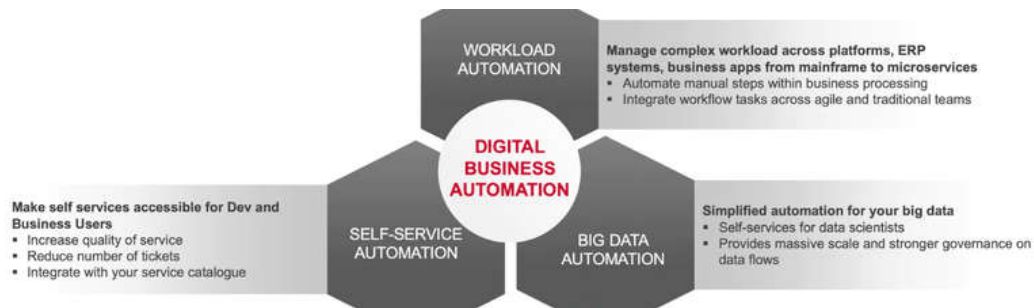 WORKLOAD
AUTOMATION
Manage complex workload across platforms, ERP
systems, business apps from mainframe to microservices
▪ Automate manual steps within business processing
▪ Integrate workflow tasks across agile and traditional teams
DIGITAL
BUSINESS
AUTOMATION
Make self services accessible for Dev and
Business Users
▪ Increase quality of service
▪ Reduce number of tickets
▪ Integrate with your service catalogue
SELF-SERVICE
AUTOMATION
BIG DATA
AUTOMATION
Simplified automation for your big data
▪ Self-services for data scientists
▪ Provides massive scale and stronger governance on
data flows